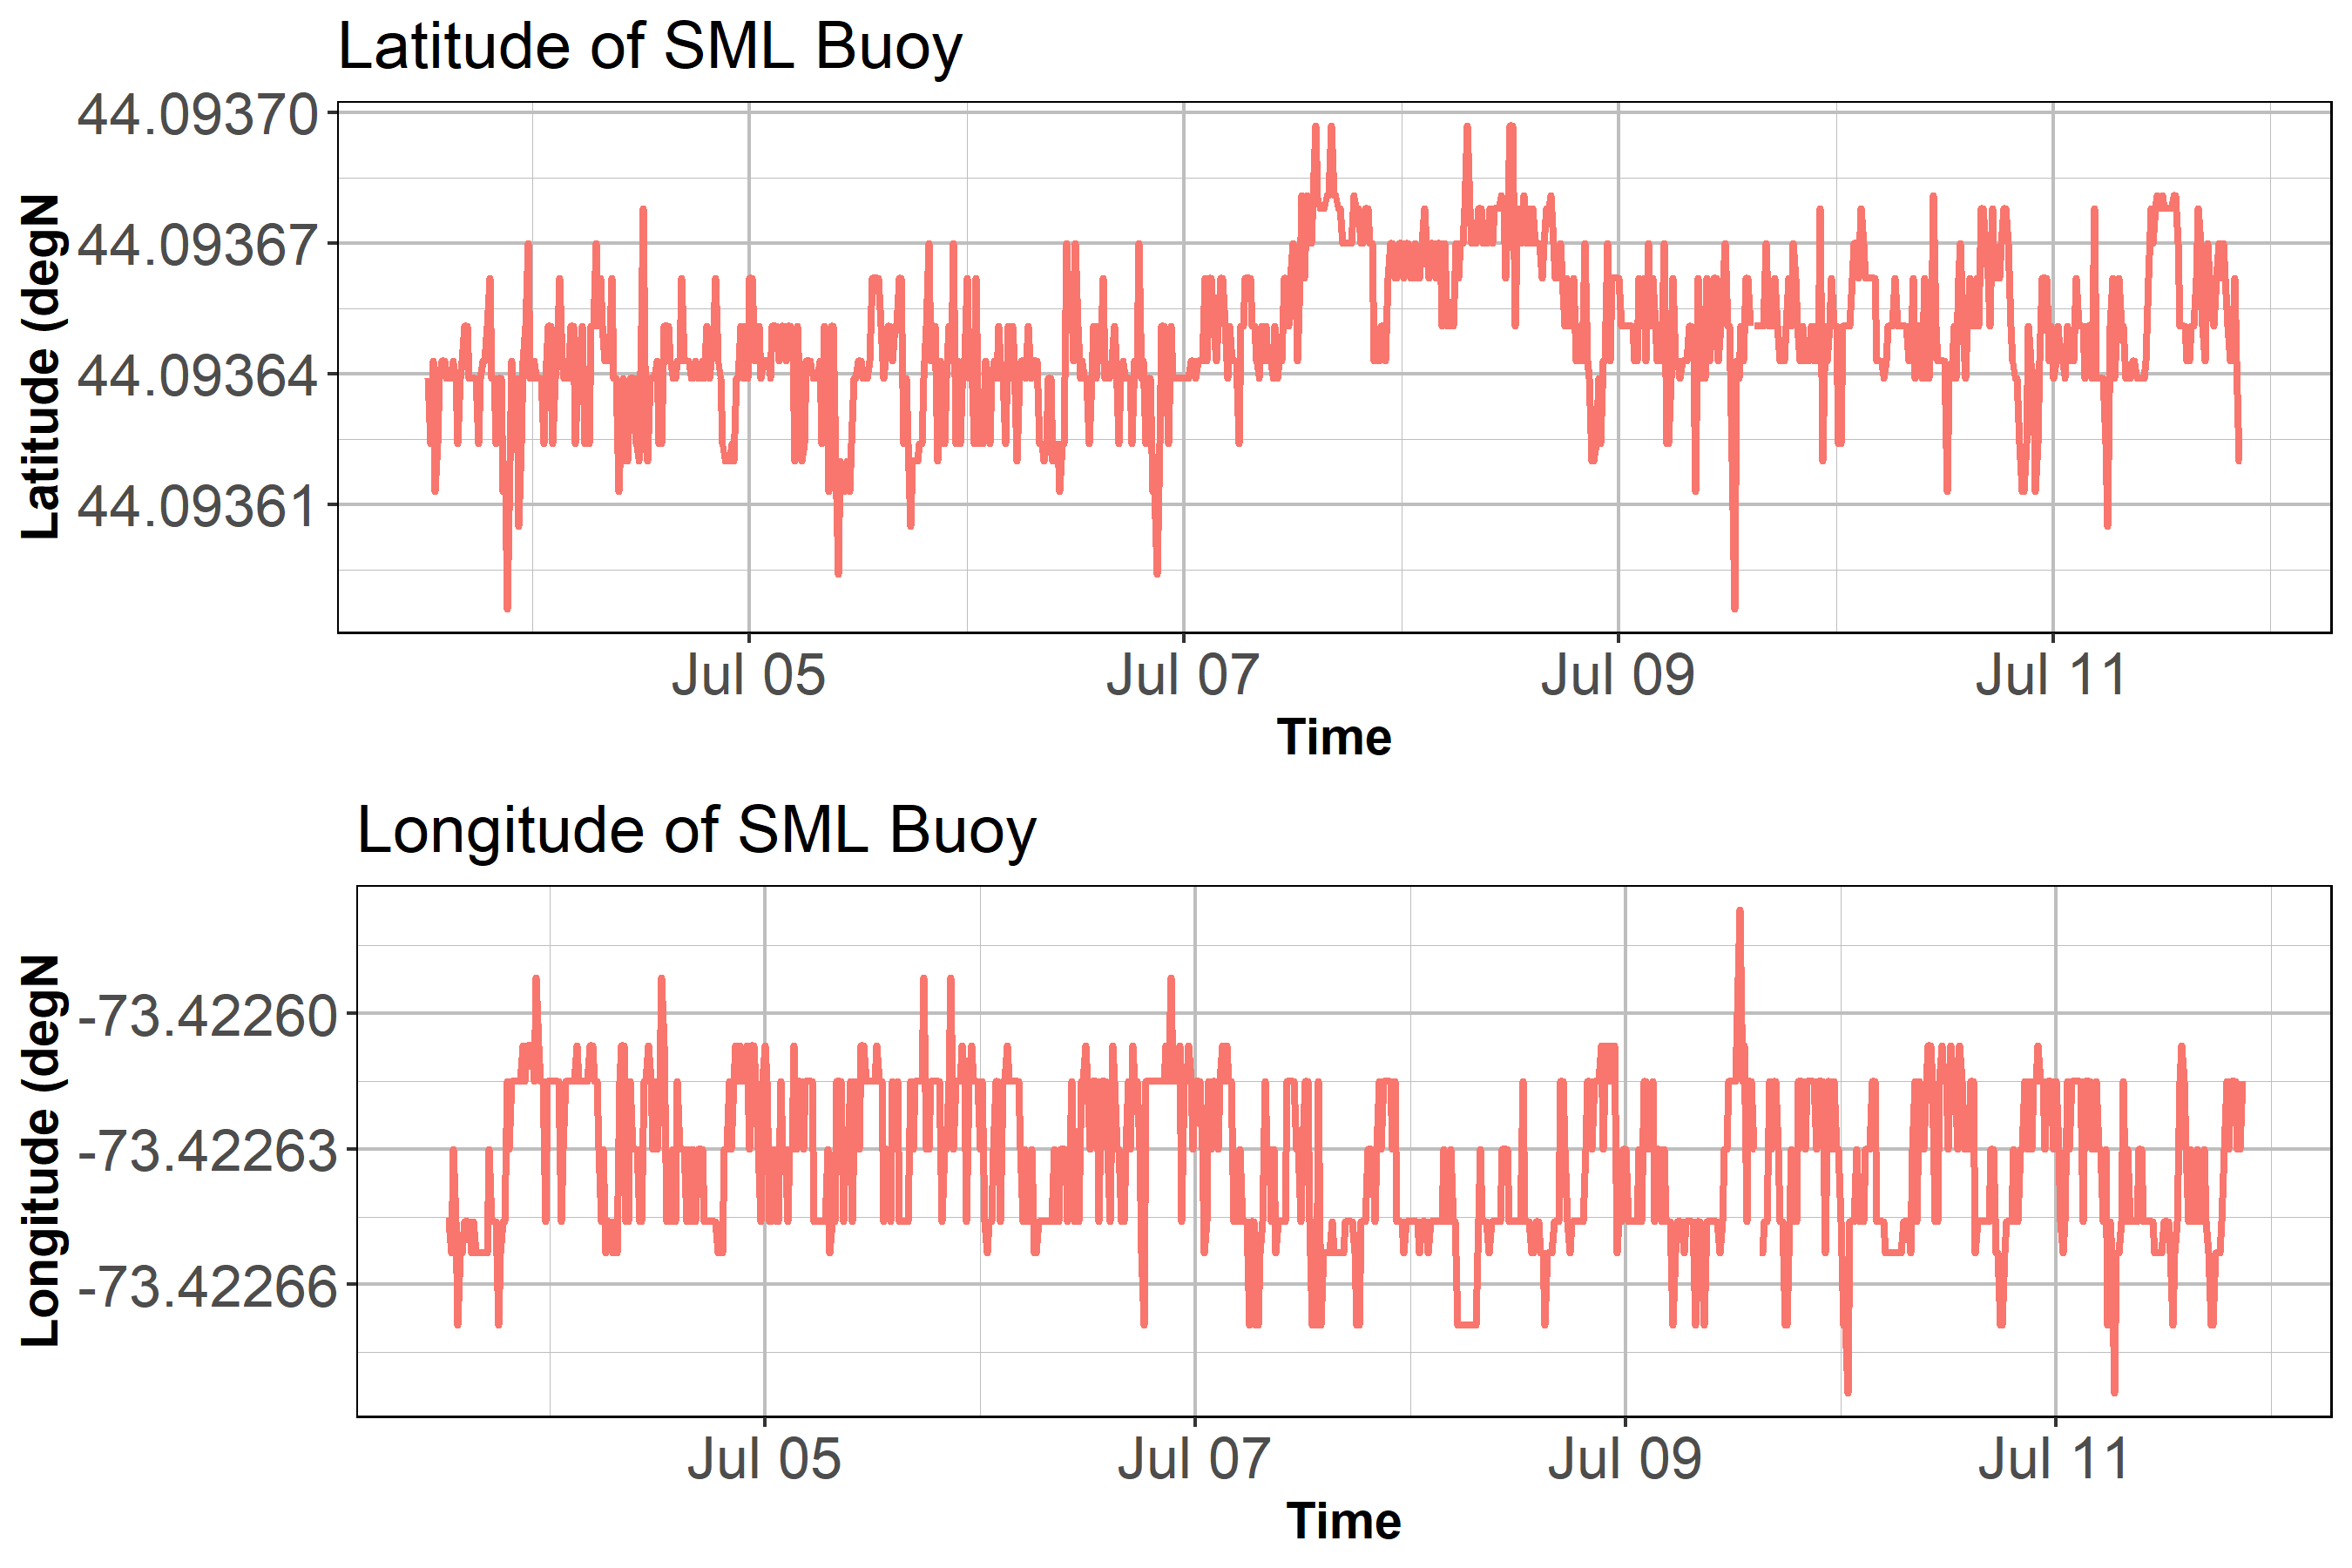 Latitude of SML Buoy
44.09370
44.09367
44.09364
44.09361
Latitude (degN
Jul 05 Jul 07 Jul 09 Jul 11
Time
Longitude of SML Buoy
-73.42260
-73.42263
-73.42266
Longitude (degN
Jul 05 Jul 07 Jul 09 Jul 11
Time